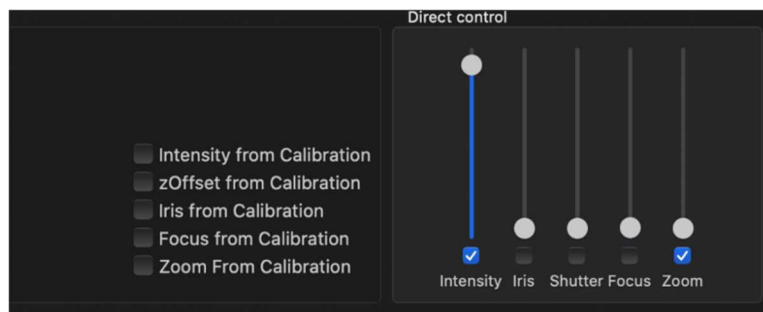 Direct control
Intensity from Calibration
zOffset from Calibration
Iris from Calibration
Focus from Calibration
Zoom From Calibration
Intensity Iris Shutter Focus Zoom